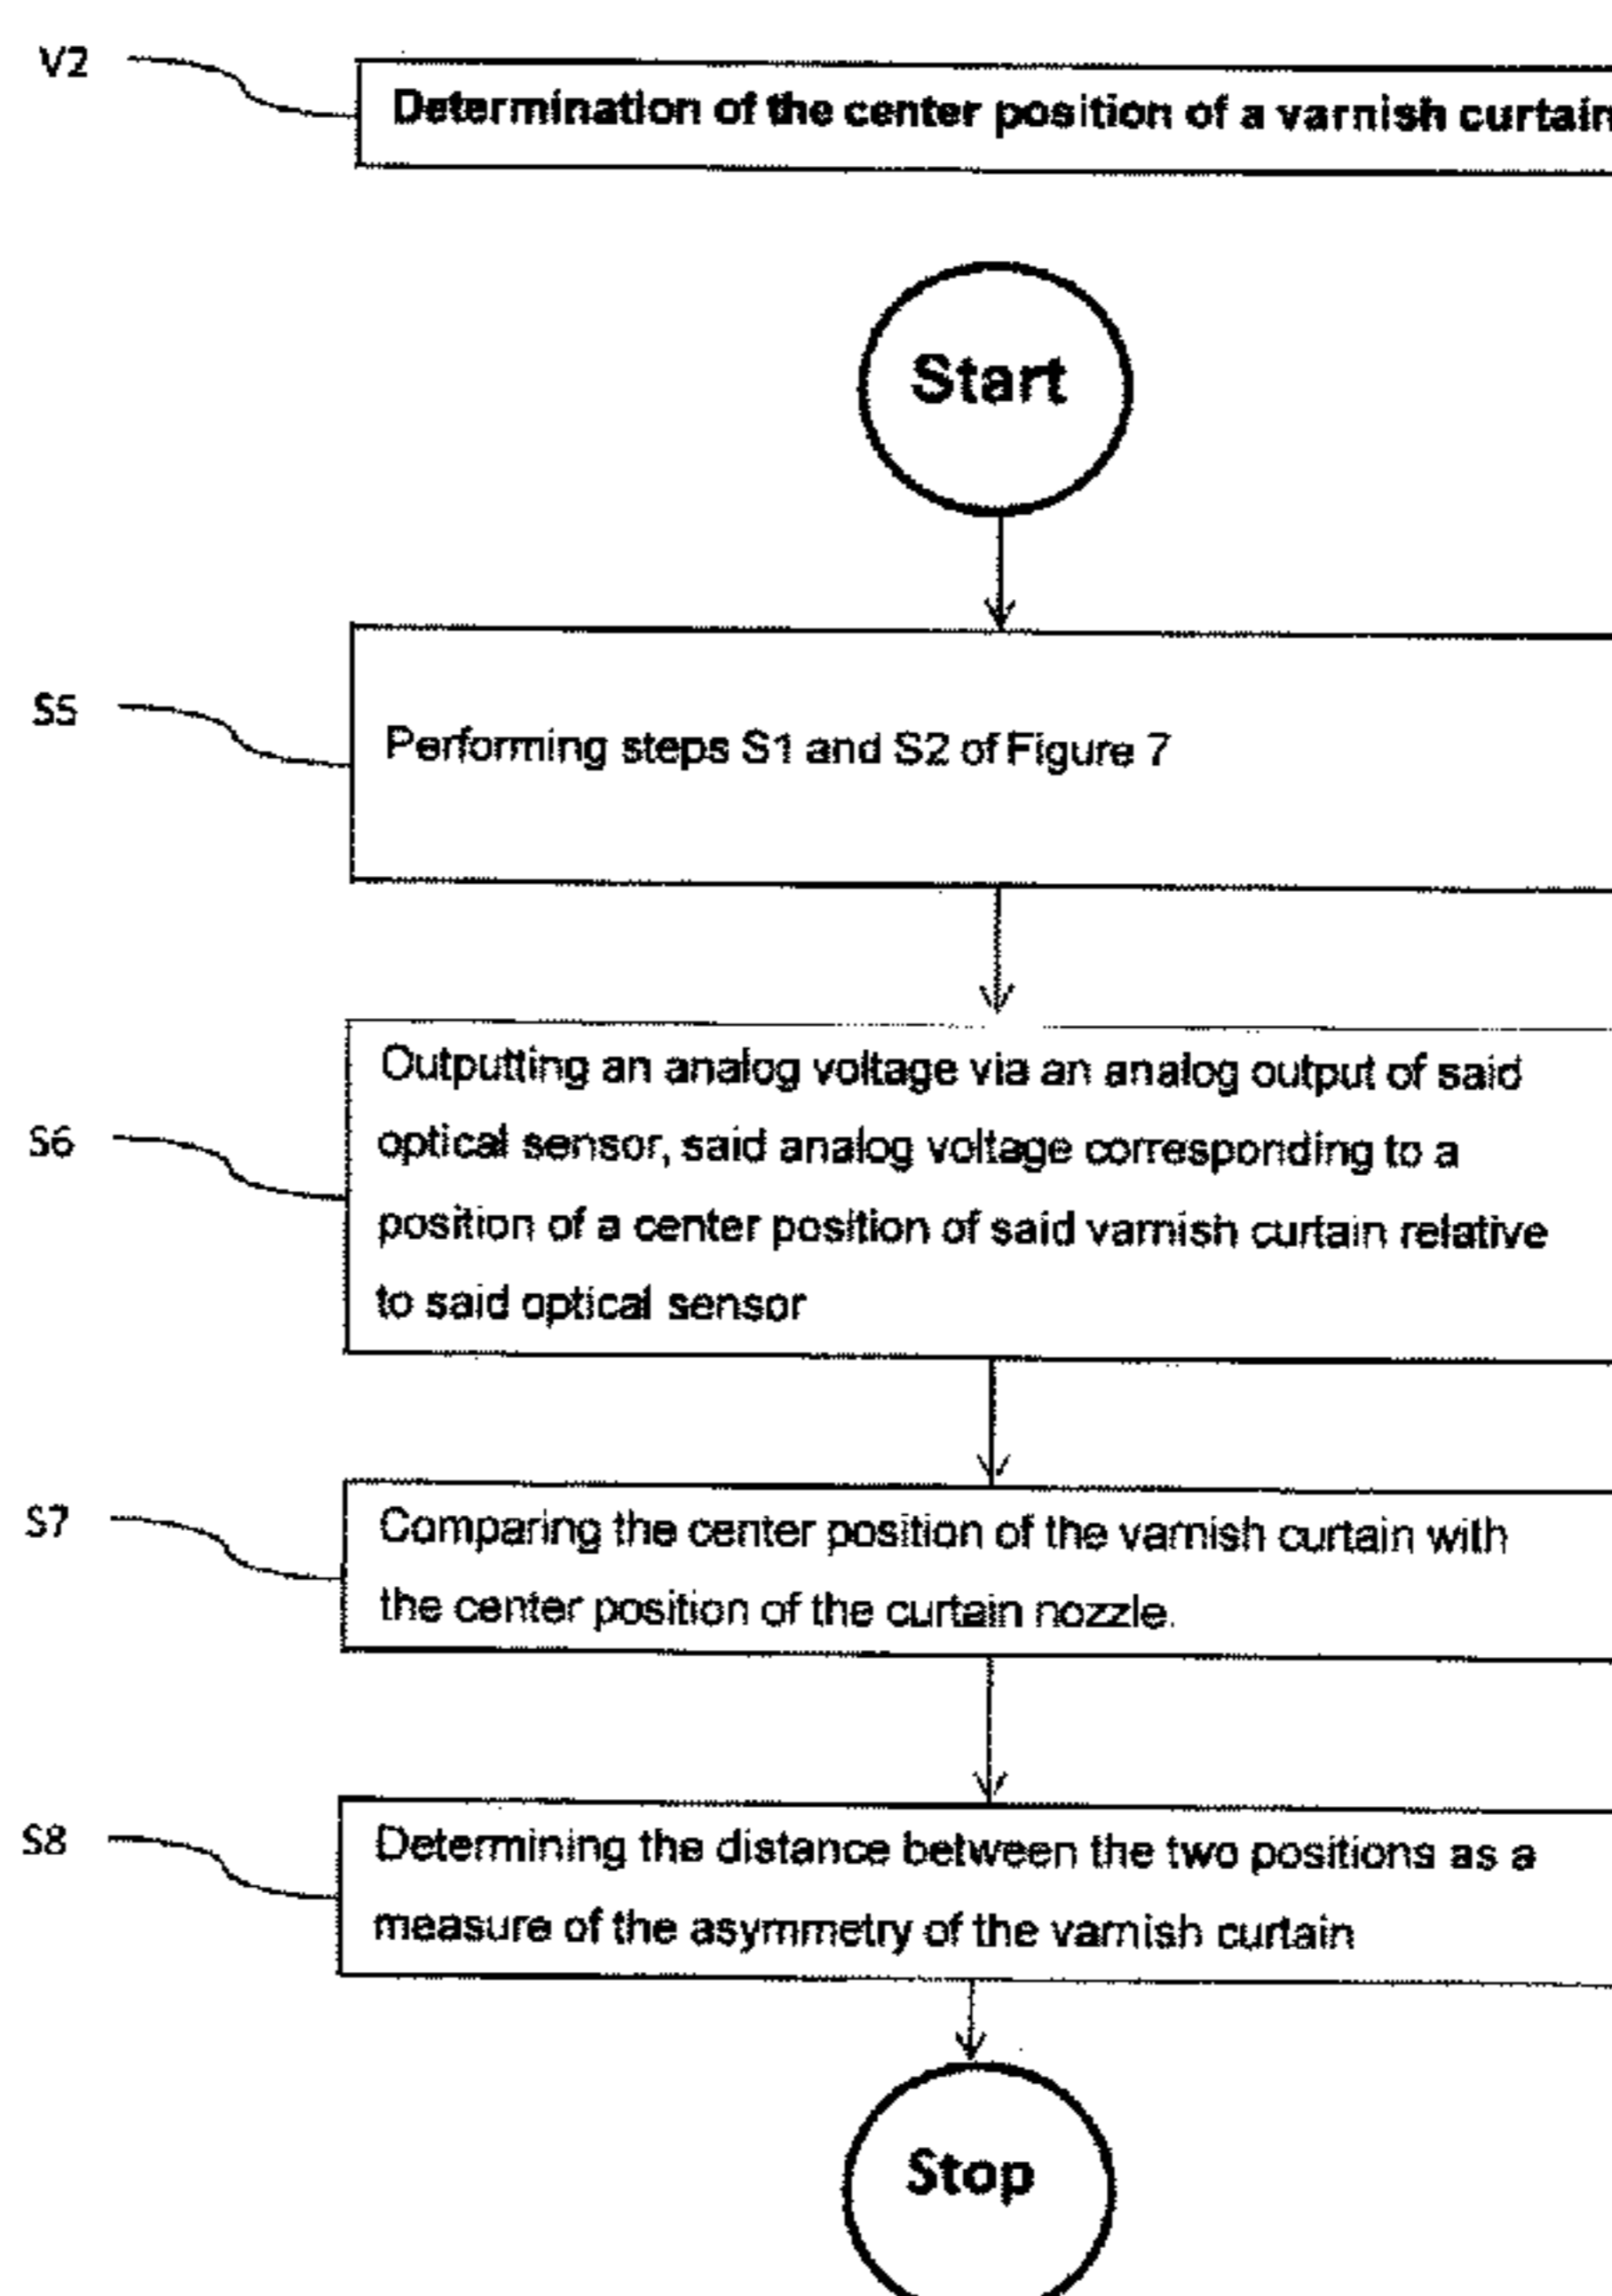 V2
Determination of the center position of a varnish curtain
Start
S5
Performing steps S1 and S2 of Figure 7
S6
Outputting an analog voltage via an analog output of said
optical sensor, said analog voltage corresponding to a
position of a center position of said varnish curtain relative
to said optical sensor
S7
Comparing the center position of the varnish curtain with
the center position of the curtain nozzle.
S8
Determining the distance between the two positions as a
measure of the asymmetry of the varnish curtain
Stop